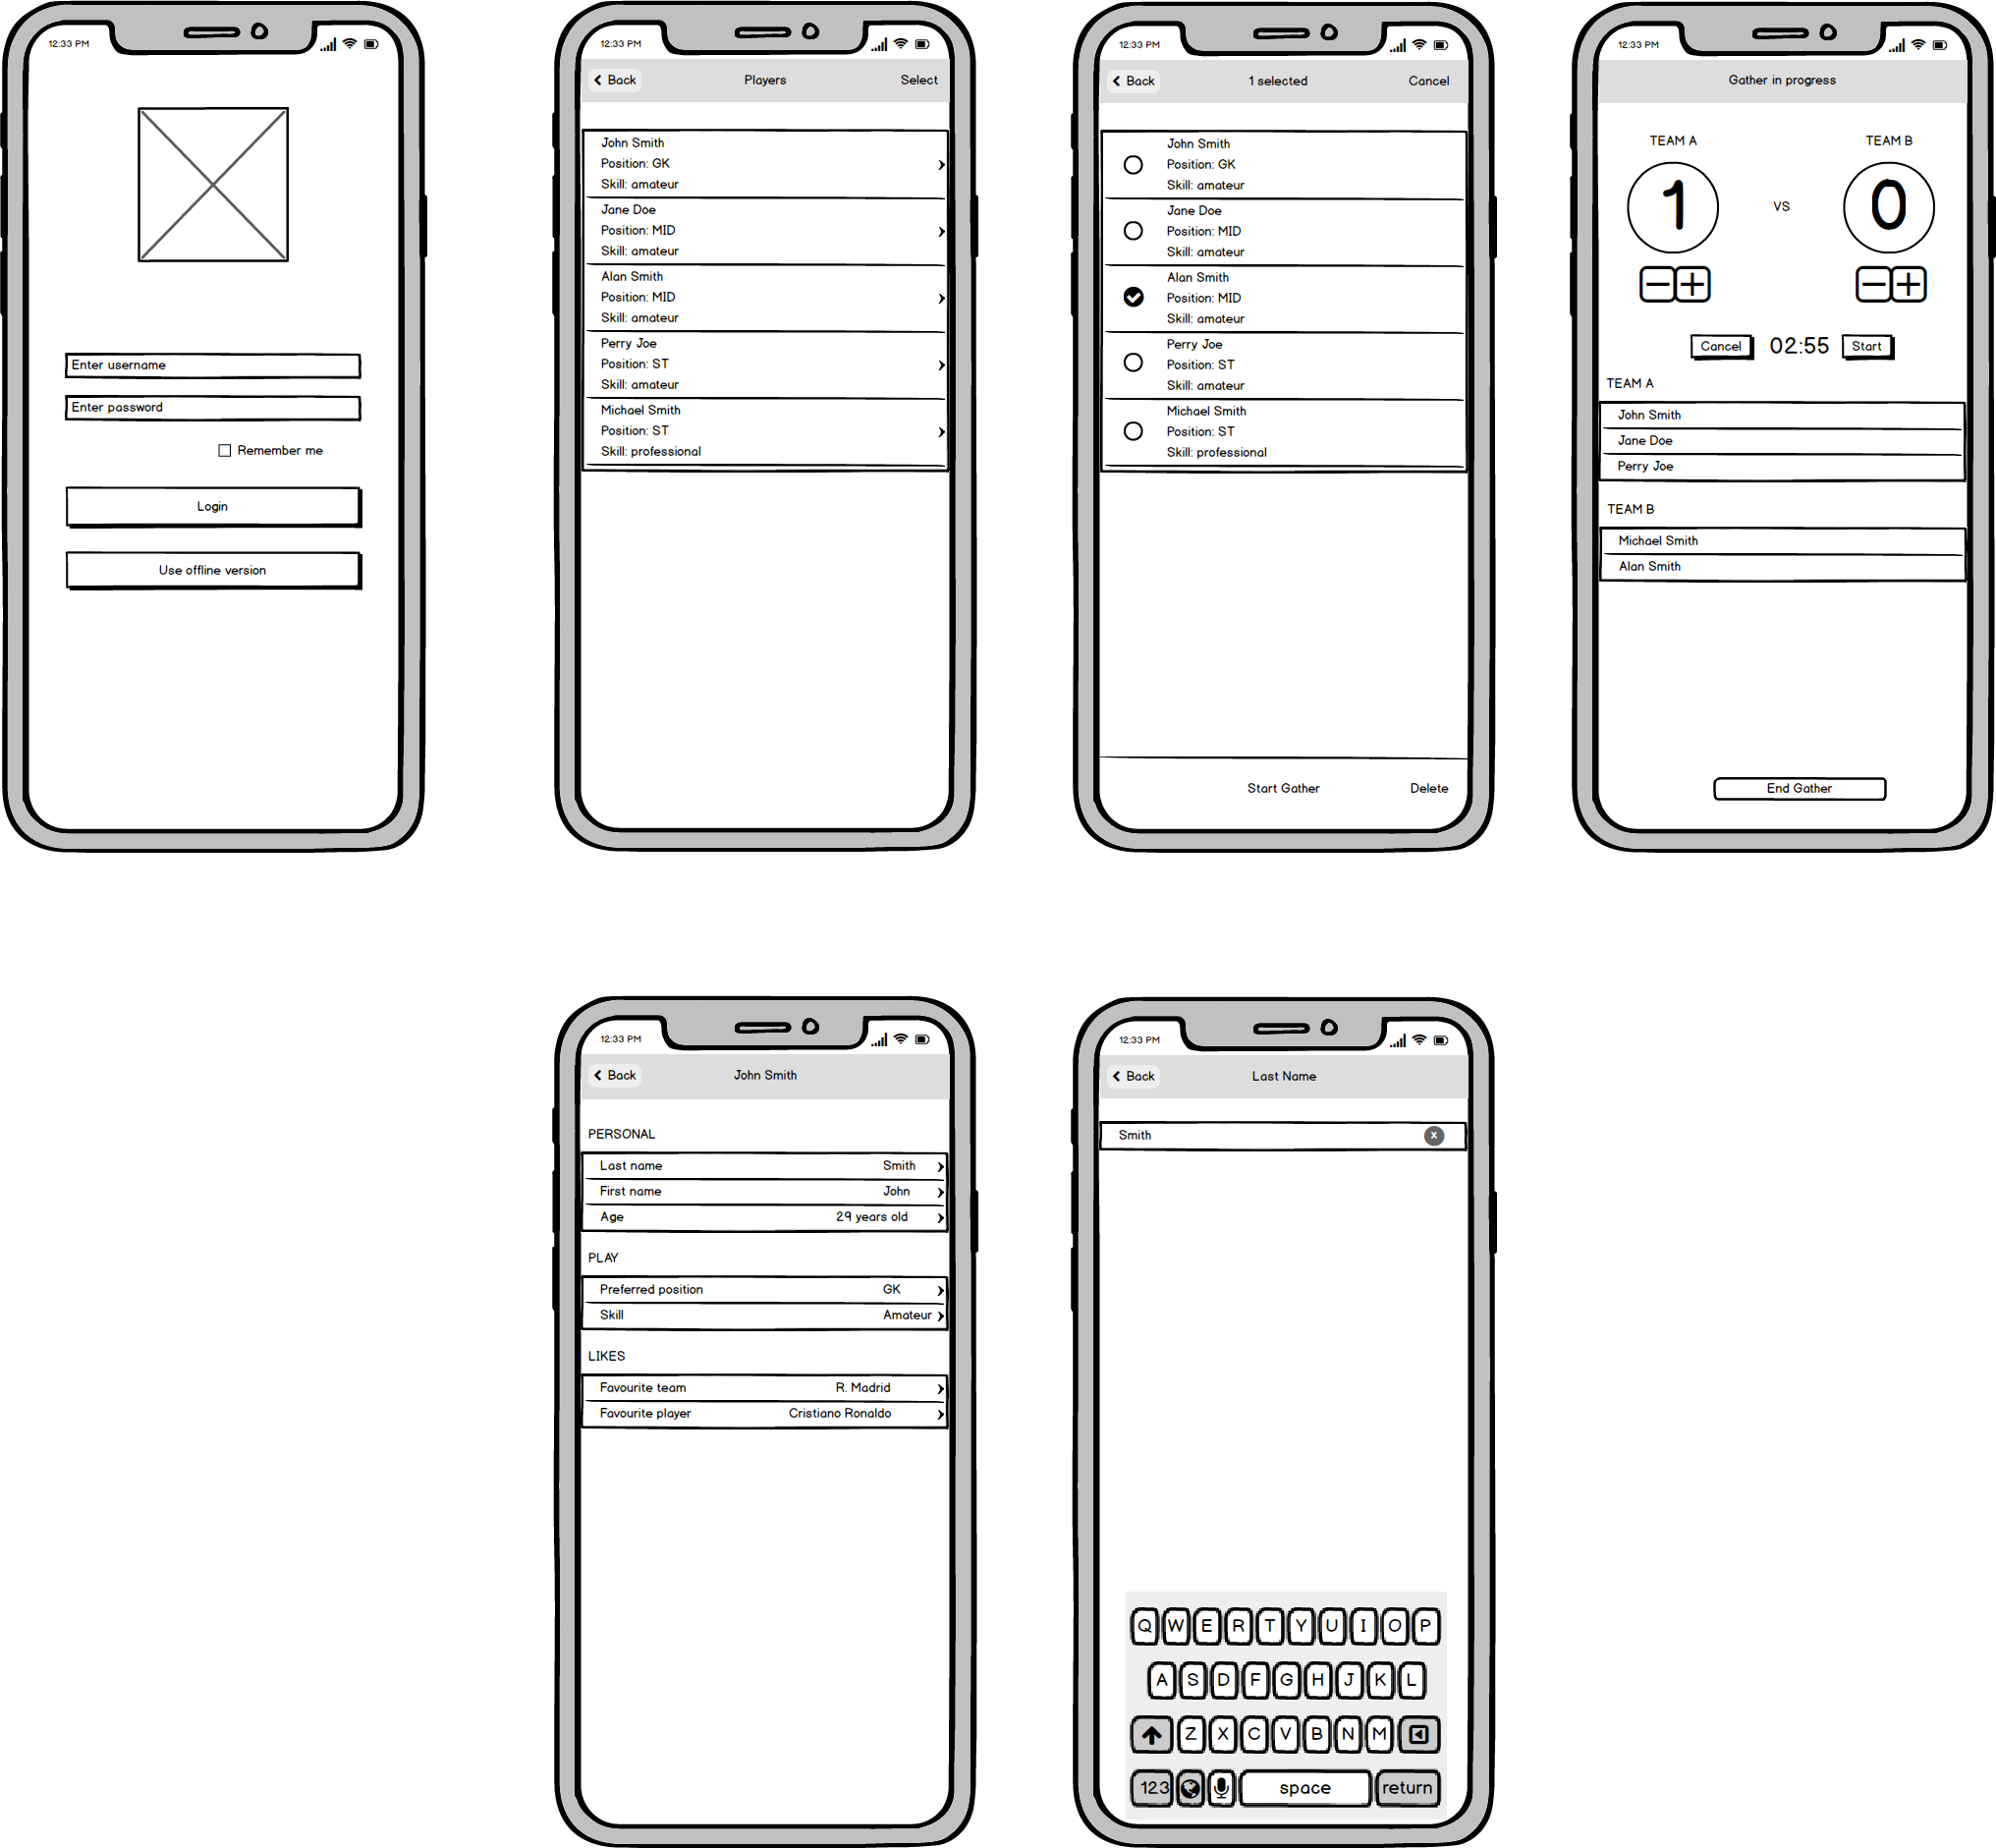 12:33 PM
Enter username
Enter password
Remember me
Login
Use offline version
12:33 PM
Back Players Select
John Smith
Position: GK
Skill: amateur
Jane Doe
Position: MID
Skill: amateur
Alan Smith
Position: MID
Skill: amateur
Perry Joe
Position: ST
Skill: amateur
Michael Smith
Position: ST
Skill: professional
12:33 PM
Back 1 selected Cancel
John Smith
Position: GK
Skill: amateur
Jane Doe
Position: MID
Skill: amateur
Alan Smith
Position: MID
Skill: amateur
Perry Joe
Position: ST
Skill: amateur
Michael Smith
Position: ST
Skill: professional
Start Gather Delete
12:33 PM
Gather in progress
TEAM A TEAM B
1 VS 0
Cancel 02:55 Start
TEAM A
John Smith
Jane Doe
Perry Joe
TEAM B
Michael Smith
Alan Smith
End Gather
12:33 PM
Back John Smith
PERSONAL
Last name Smith
First name John
Age 29 years old
PLAY
Preferred position GK
Skill Amateur
LIKES
Favourite team R. Madrid
Favourite player Cristiano Ronaldo
12:33 PM
Back Last Name
Smith x
Q W E R T Y U I O P
A S D F G H J K L
Z X C V B N M
123 space return